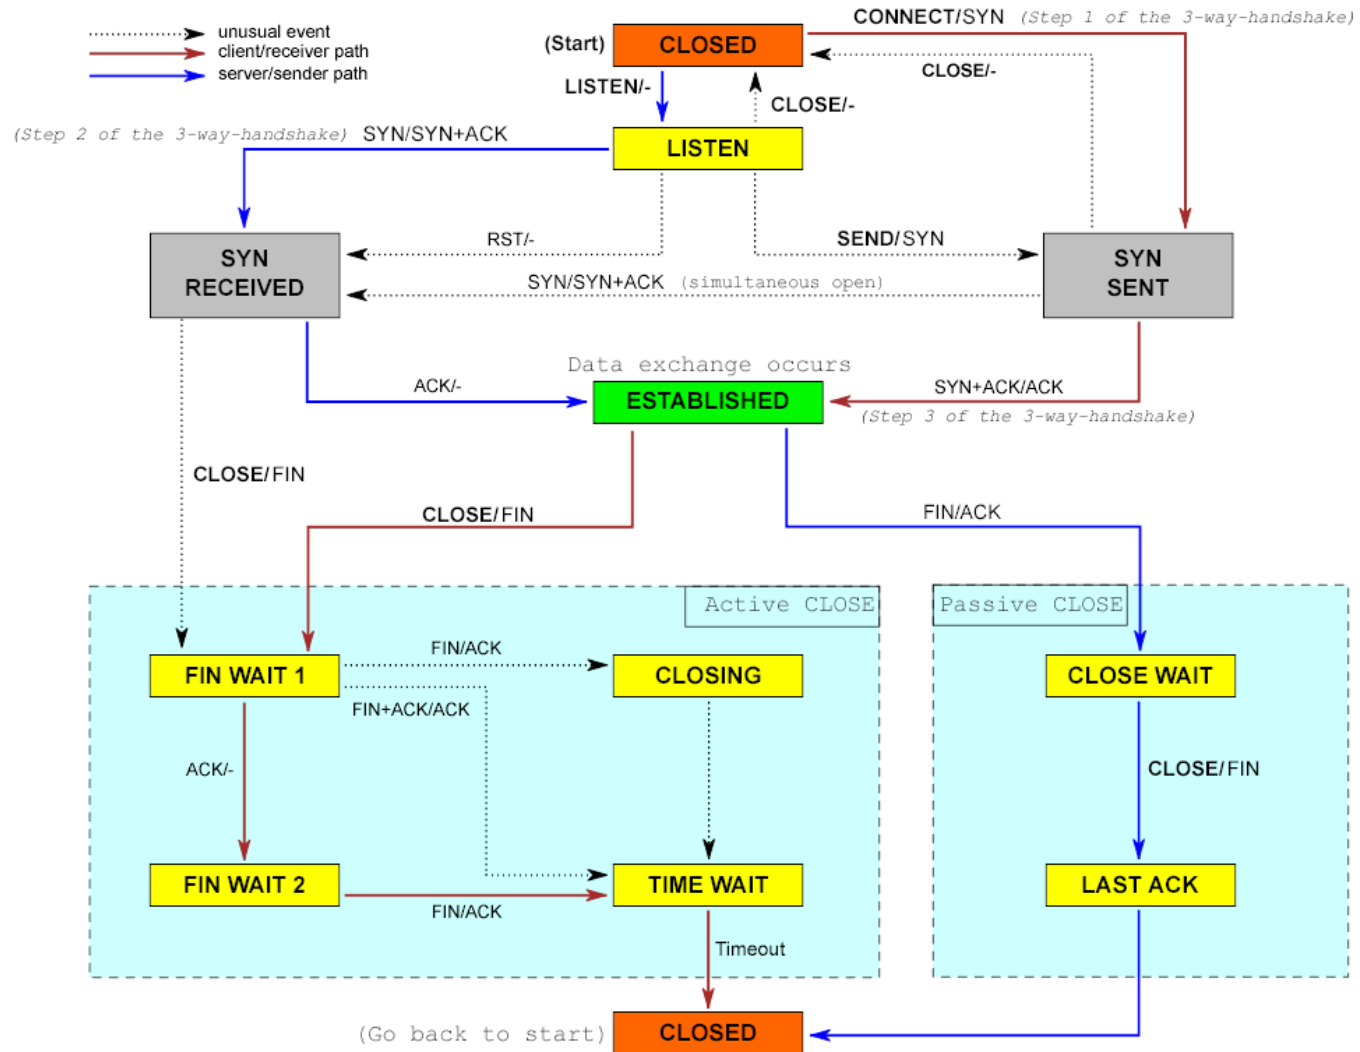 unusual event
client/receiver path
server/sender path
CONNECT/SYN (Step 1 of the 3-way-handshake)
(Start) CLOSED
CLOSE/-
LISTEN/-
CLOSE/-
(Step 2 of the 3-way-handshake) SYN/SYN+ACK
LISTEN
RST/-
SEND/SYN
SYN
RECEIVED
SYN
SENT
SYN/SYN+ACK (simultaneous open)
Data exchange occurs
ACK/-
ESTABLISHED
SYN+ACK/ACK
(Step 3 of the 3-way-handshake)
CLOSE/FIN
CLOSE/FIN
FIN/ACK
Active CLOSE
Passive CLOSE
FIN WAIT 1
FIN/ACK
CLOSING
CLOSE WAIT
FIN+ACK/ACK
ACK/-
CLOSE/FIN
FIN WAIT 2
TIME WAIT
LAST ACK
FIN/ACK
Timeout
(Go back to start) CLOSED